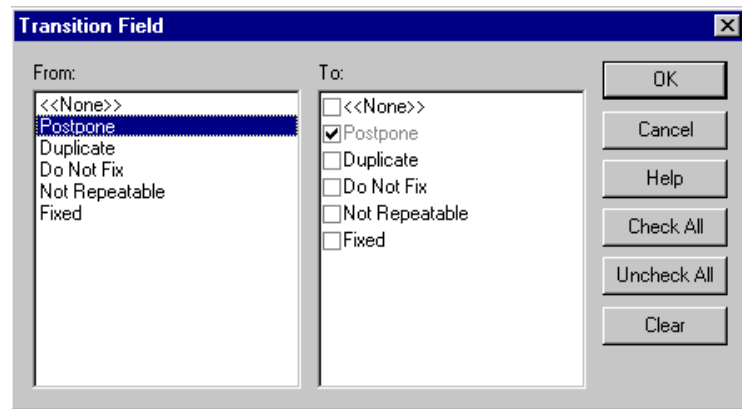 Transition Field
From:
<<None>>
Postpone
Duplicate
Do Not Fix
Not Repeatable
Fixed
To:
<<None>>
Postpone
Duplicate
Do Not Fix
Not Repeatable
Fixed
OK
Cancel
Help
Check All
Uncheck All
Clear